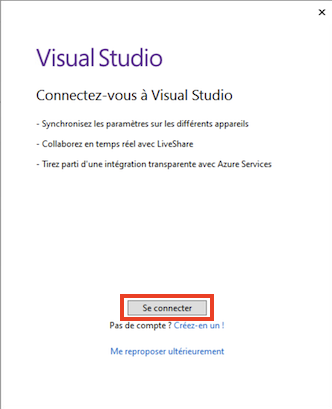 Visual Studio
Connectez-vous à Visual Studio
- Synchronisez les paramètres sur les différents appareils
- Collaborez en temps réel avec LiveShare
- Tirez parti d'une intégration transparente avec Azure Services
Se connecter
Pas de compte ? Créez-en un !
Me reproposer ultérieurement